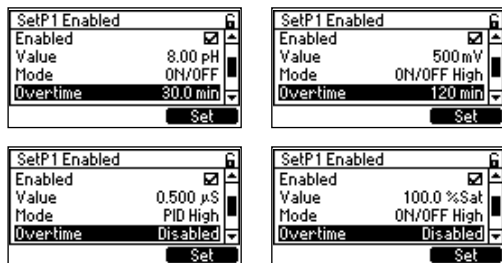 SetP1 Enabled
Enabled
Value 8.00 pH
Mode ON/OFF
Overtime 30.0 min
Set
SetP1 Enabled
Enabled
Value 500 mV
Mode ON/OFF High
Overtime 120 min
Set
SetP1 Enabled
Enabled
Value 0.500 µS
Mode PID High
Overtime Disabled
Set
SetP1 Enabled
Enabled
Value 100.0 %Sat
Mode ON/OFF High
Overtime Disabled
Set